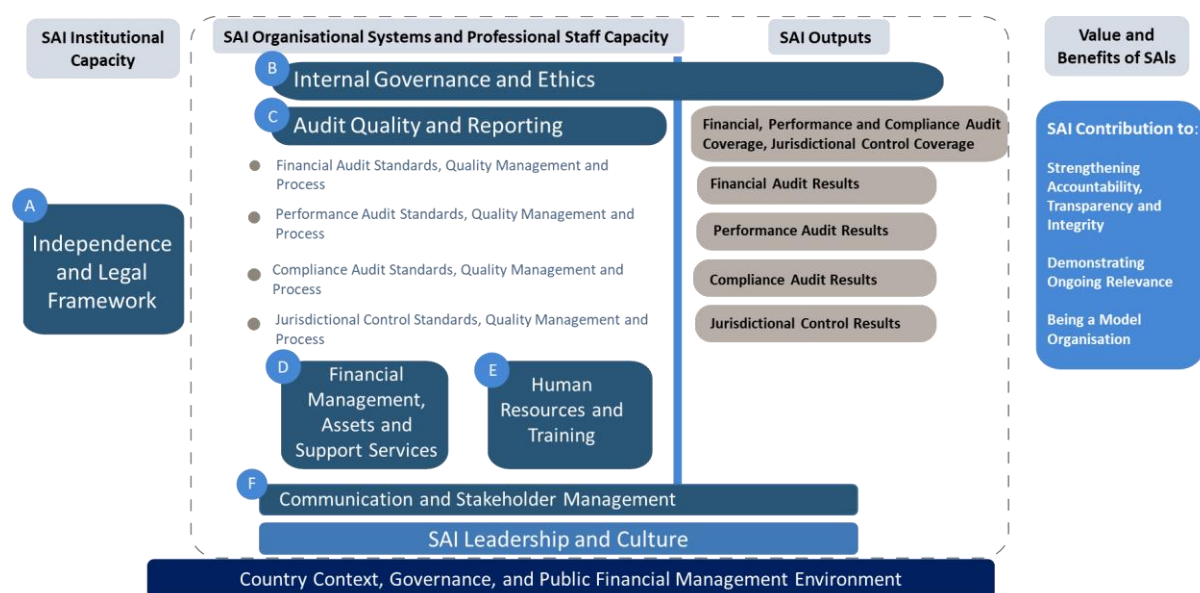 SAI Institutional
Capacity
SAI Organisational Systems and Professional Staff Capacity
SAI Outputs
Value and
Benefits of SAIs
A
Independence
and Legal
Framework
B
Internal Governance and Ethics
C
Audit Quality and Reporting
Financial Audit Standards, Quality Management and
Process
Performance Audit Standards, Quality Management and
Process
Compliance Audit Standards, Quality Management and
Process
Jurisdictional Control Standards, Quality Management and
Process
D
Financial
Management,
Assets and
Support Services
E
Human
Resources and
Training
Financial, Performance and Compliance Audit
Coverage, Jurisdictional Control Coverage
Financial Audit Results
Performance Audit Results
Compliance Audit Results
Jurisdictional Control Results
F
Communication and Stakeholder Management
SAI Leadership and Culture
Country Context, Governance, and Public Financial Management Environment
SAI Contribution to:
Strengthening
Accountability,
Transparency and
Integrity
Demonstrating
Ongoing Relevance
Being a Model
Organisation